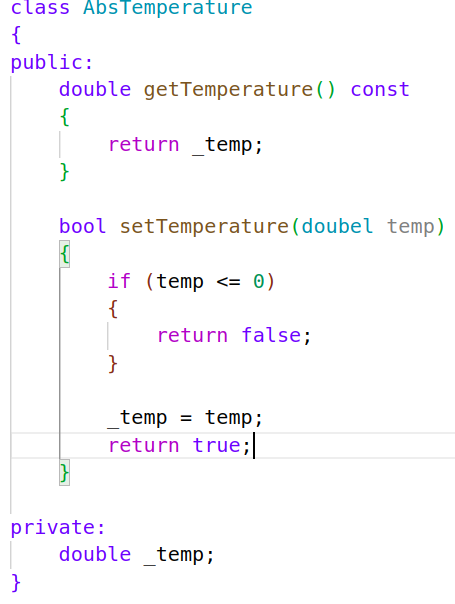 class AbsTemperature
{
public:
    double getTemperature() const
    {
        return _temp;
    }

    bool setTemperature(doubel temp)
    {
        if (temp <= 0)
        {
            return false;
        }

        _temp = temp;
        return true;
    }

private:
    double _temp;
}